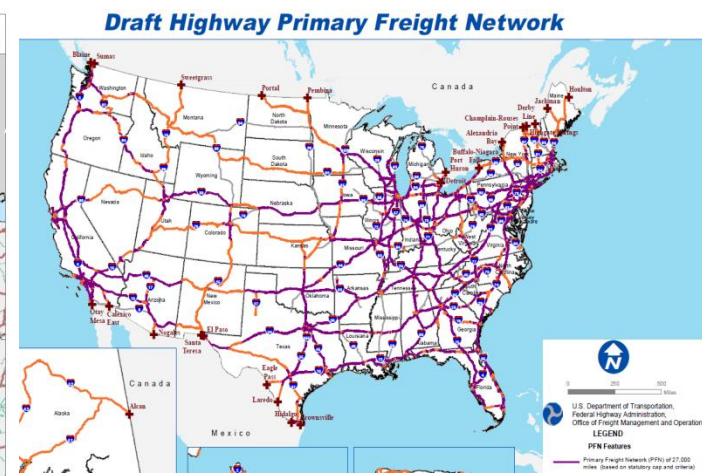 Draft Highway Primary Freight Network
Blaine
Sumas
Sweetgrass
Portal
Pembina
Canada
Houlton
Jackman
Derby
Line
Champlain-Rouses
Point
Alexandria
Bay
Buffalo-Niagara
Falls
Port
Huron
Detroit
Washington
Oregon
Idaho
Montana
North
Dakota
South
Dakota
Minnesota
Wisconsin
Michigan
Maine
New York
Pennsylvania
Wyoming
Nebraska
Nevada
Utah
Colorado
Kansas
Missouri
Indiana
Ohio
West
Virginia
Virginia
California
Arizona
New
Mexico
Oklahoma
Arkansas
Tennessee
Mississippi
Georgia
Texas
Louisiana
Florida
Otay
Mesa
Calexico
East
Nogales
Santa
Teresa
El Paso
Eagle
Pass
Laredo
Hidalgo
Brownsville
Mexico
Canada
Alaska
Alcan
N
0 250 500
Miles
U.S. Department of Transportation,
Federal Highway Administration,
Office of Freight Management and Operation
LEGEND
PFN Features
Primary Freight Network (PFN) of 27,000
miles (based on statutory cap and criteria)